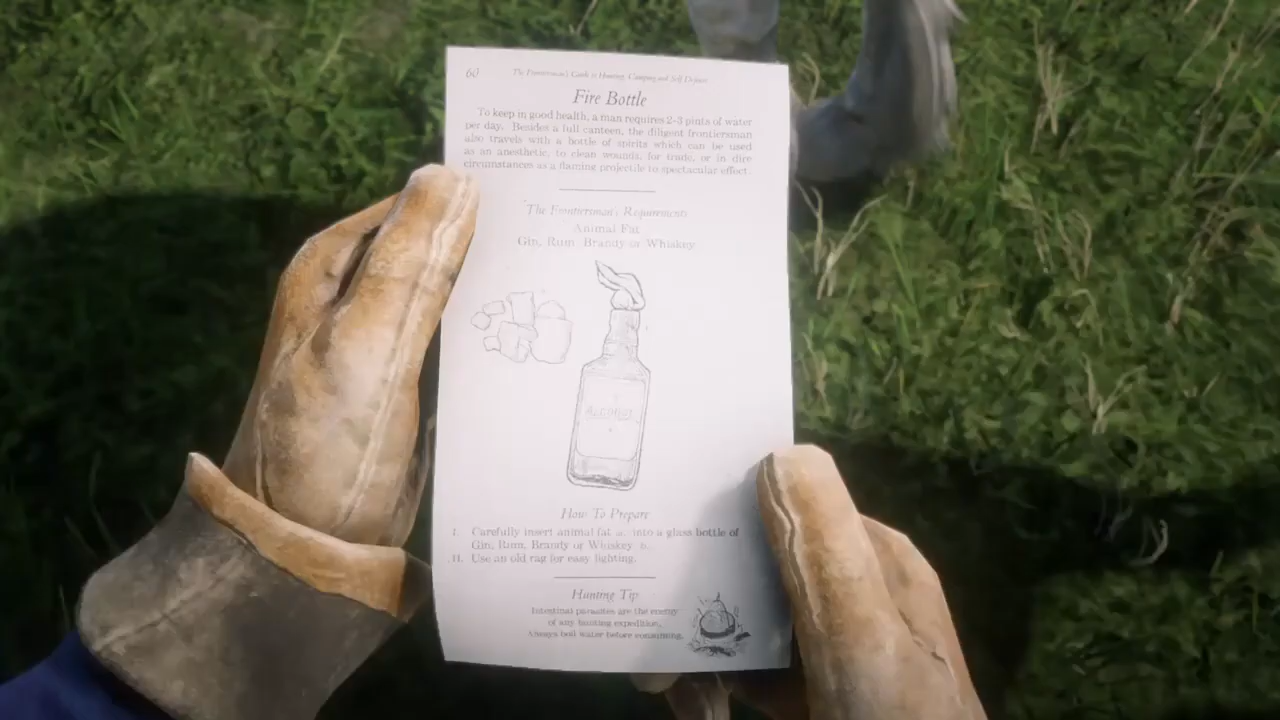 60 The Frontiersman's Guide to Hunting, Camping and Self Defence
Fire Bottle
To keep in good health, a man requires 2-3 pints of water
per day. Besides a full canteen, the diligent frontiersman
also travels with a bottle of spirits which can be used
as an anesthetic, to clean wounds, for trade, or in dire
circumstances as a flaming projectile to spectacular effect.
The Frontiersman's Requirements
Animal Fat
Gin, Rum, Brandy or Whiskey
ALCOHOL
How To Prepare
I. Carefully insert animal fat a. into a glass bottle of
Gin, Rum, Brandy or Whiskey b.
II. Use an old rag for easy lighting.
Hunting Tip
Intestinal parasites are the enemy
of any hunting expedition.
Always boil water before consuming.